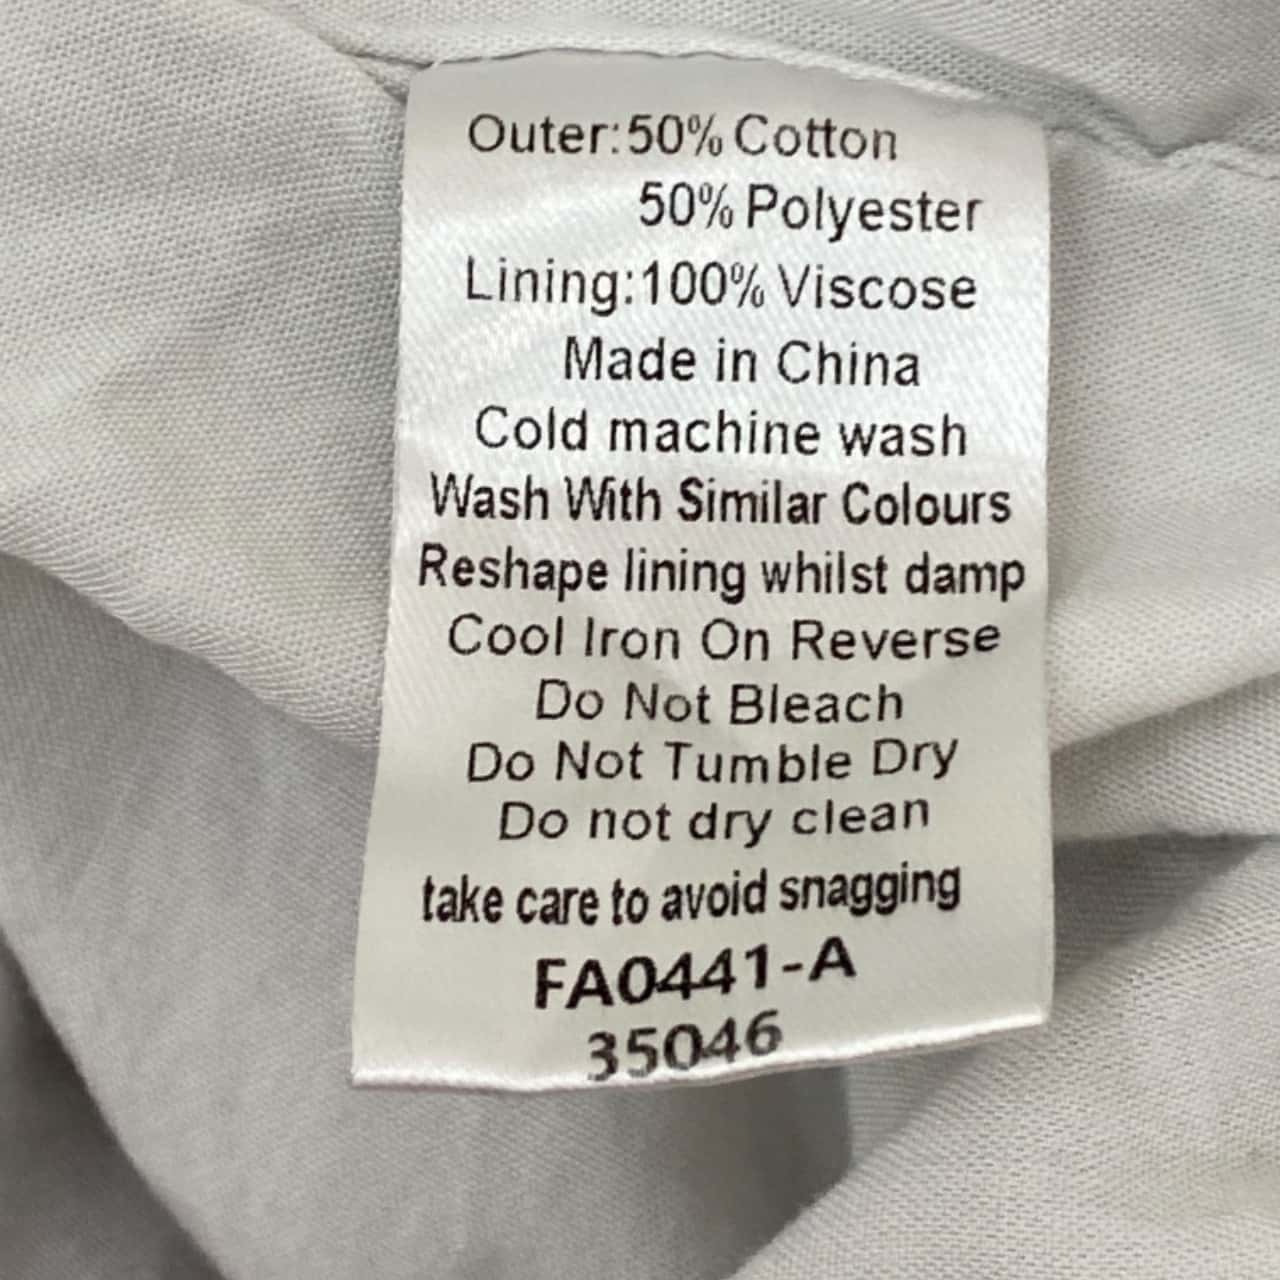 Outer:50% Cotton
50% Polyester
Lining:100% Viscose
Made in China
Cold machine wash
Wash With Similar Colours
Reshape lining whilst damp
Cool Iron On Reverse
Do Not Bleach
Do Not Tumble Dry
Do not dry clean
take care to avoid snagging
FA0441-A
35046